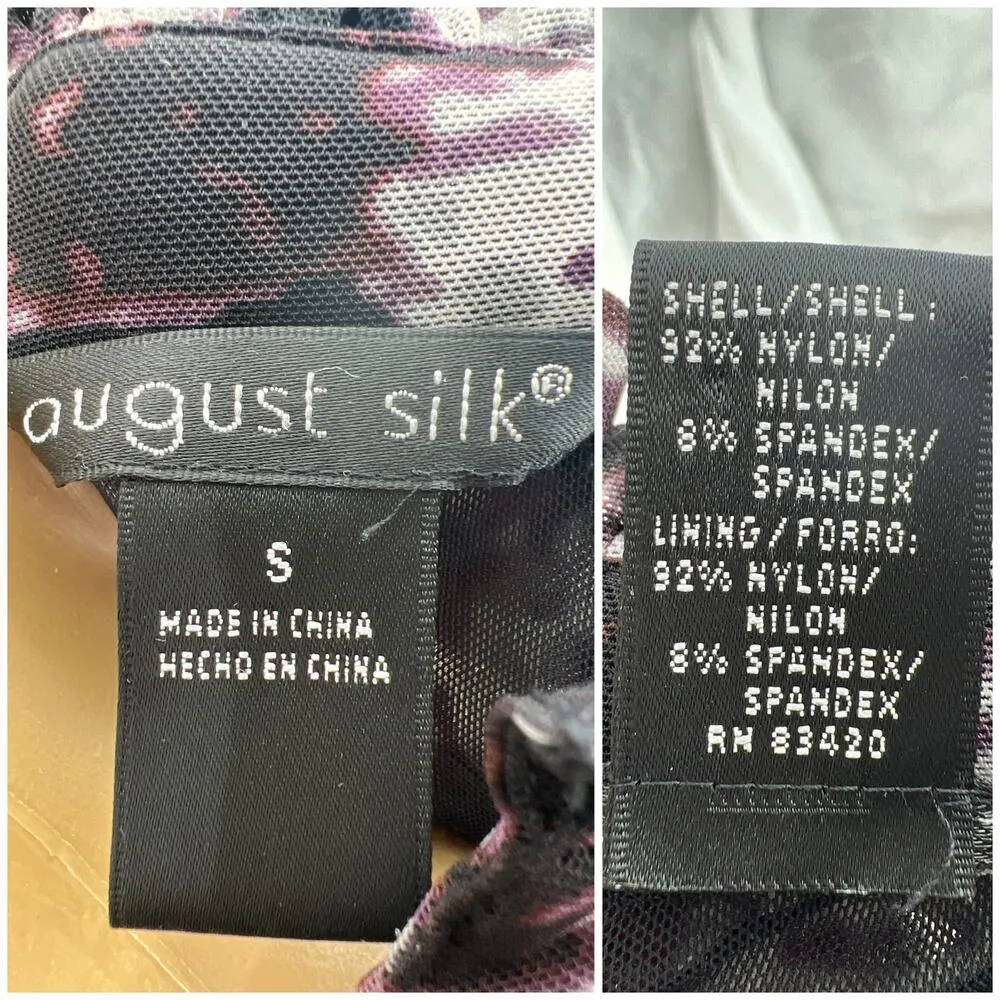 august silk®
S
MADE IN CHINA
HECHO EN CHINA
SHELL/SHELL:
92% NYLON/
NILON
8% SPANDEX/
SPANDEX
LINING/FORRO:
92% NYLON/
NILON
8% SPANDEX/
SPANDEX
RN 83420